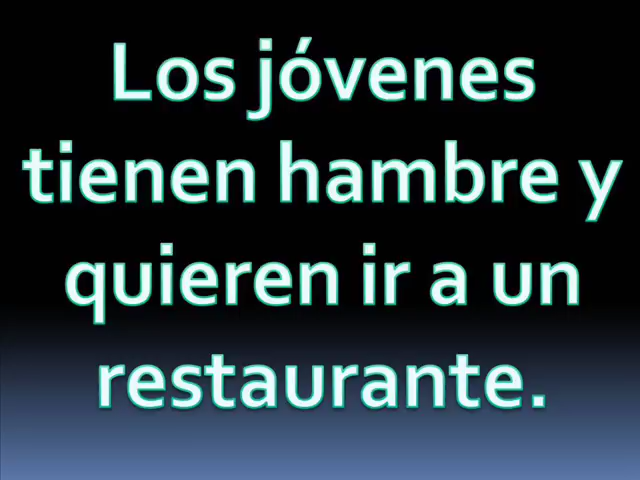 Los jóvenes
tienen hambre y
quieren ir a un
restaurante.